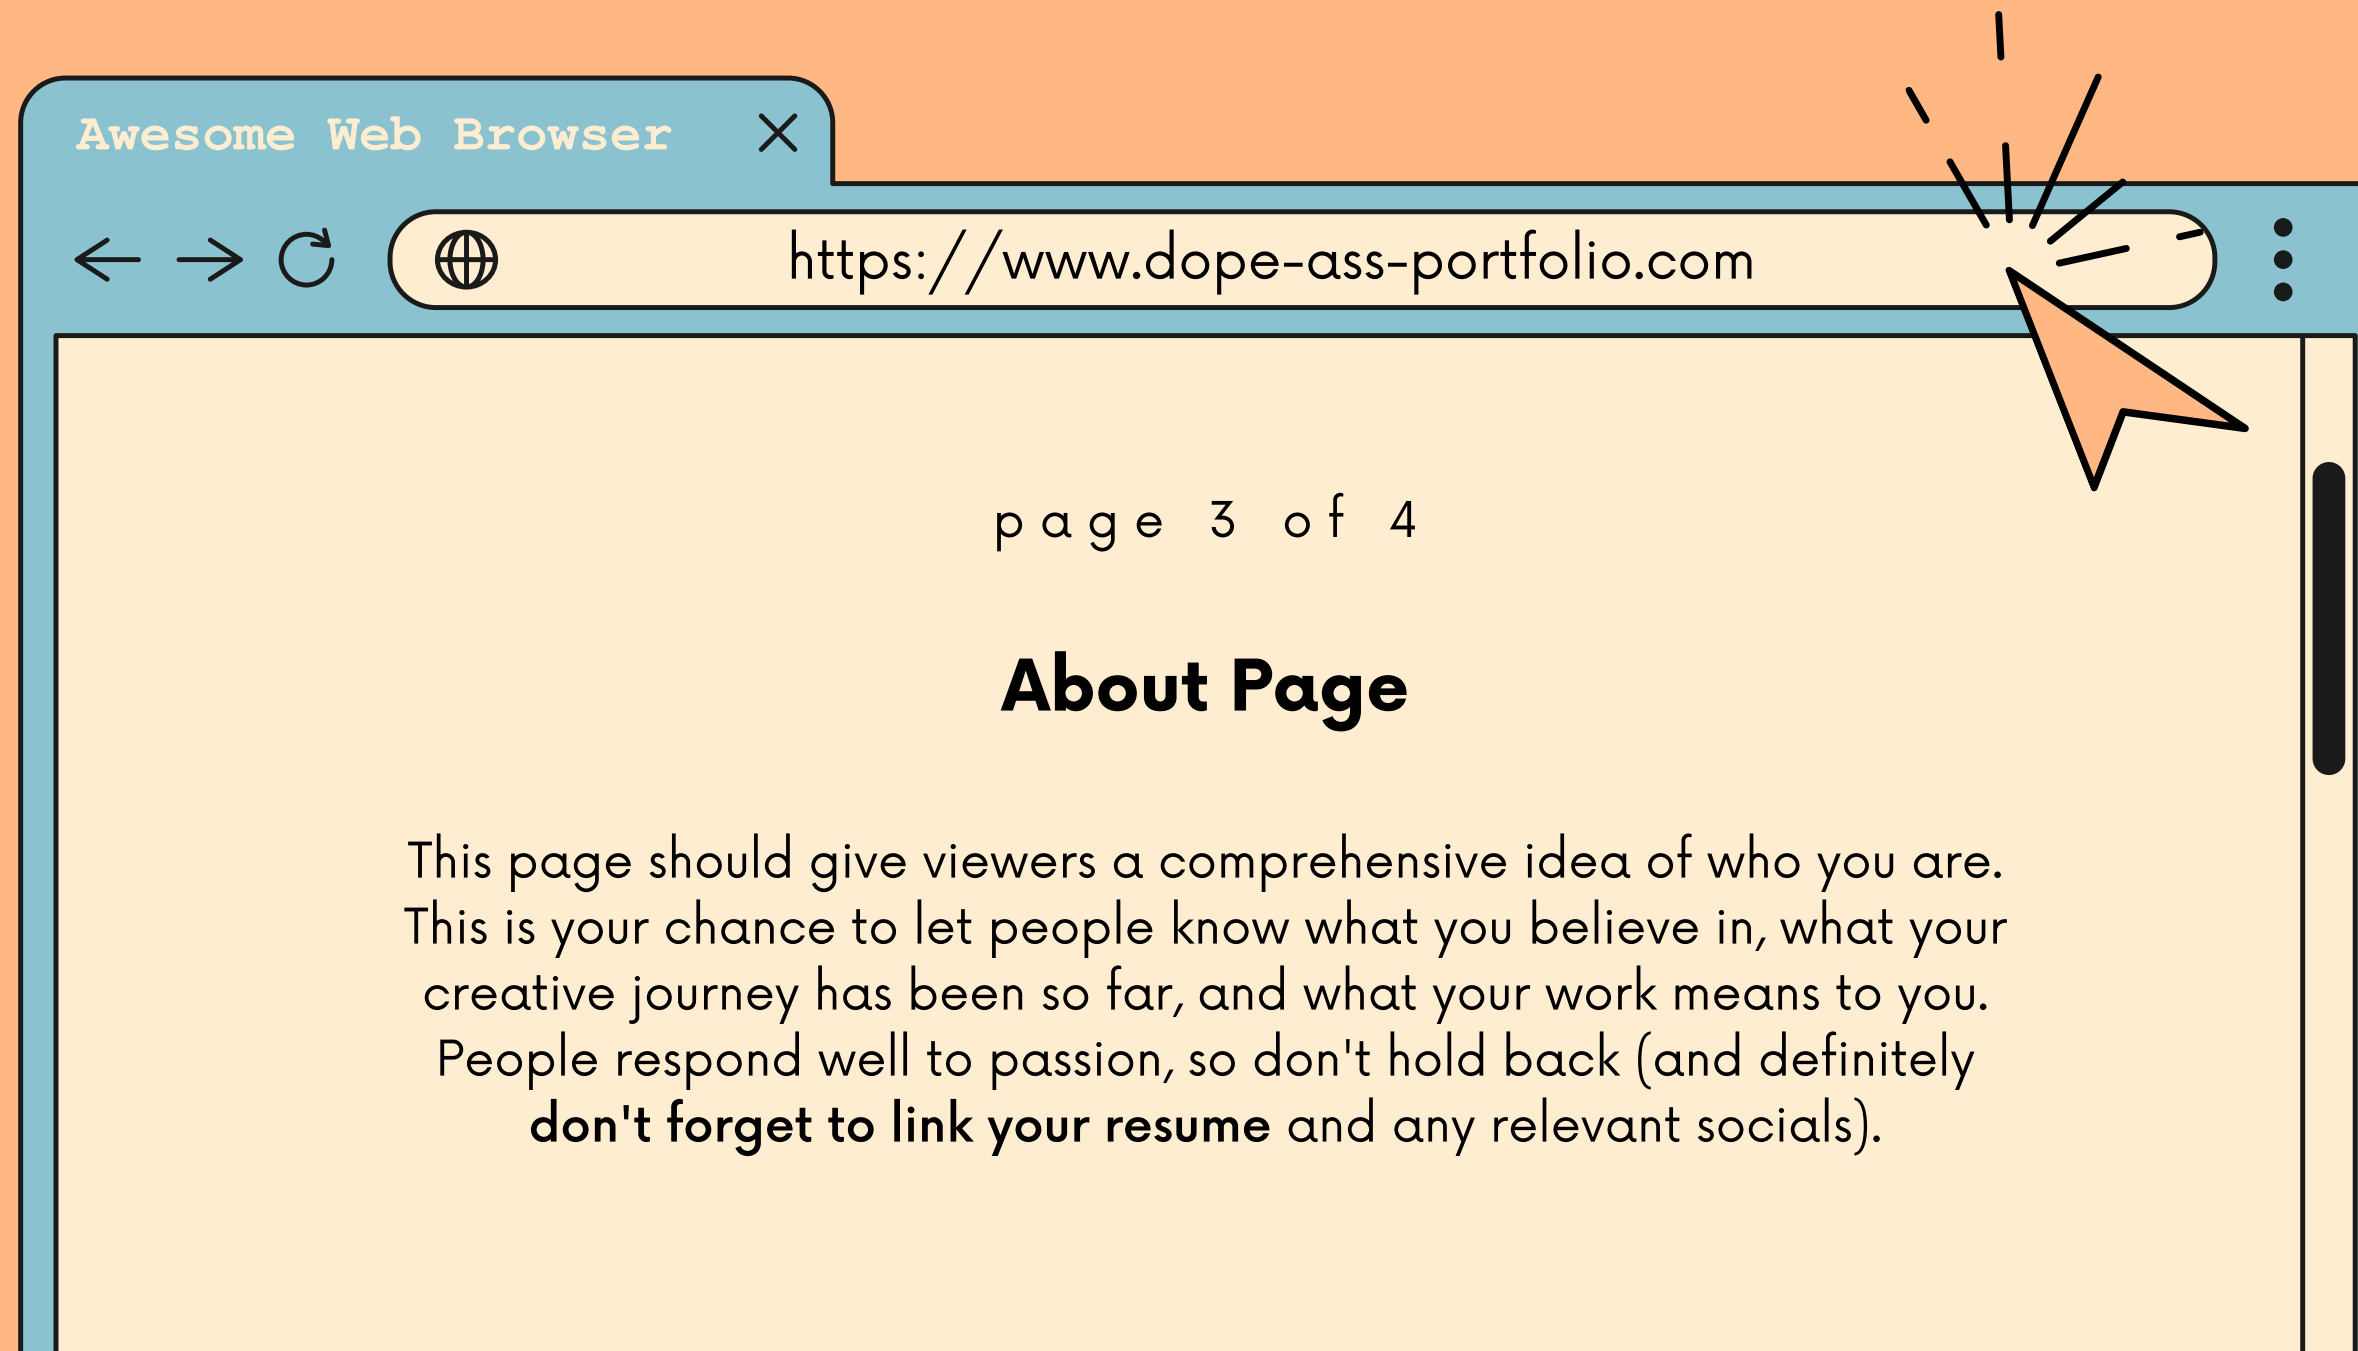 Awesome Web Browser
https://www.dope-ass-portfolio.com
page 3 of 4
About Page
This page should give viewers a comprehensive idea of who you are.
This is your chance to let people know what you believe in, what your
creative journey has been so far, and what your work means to you.
People respond well to passion, so don't hold back (and definitely
don't forget to link your resume and any relevant socials).